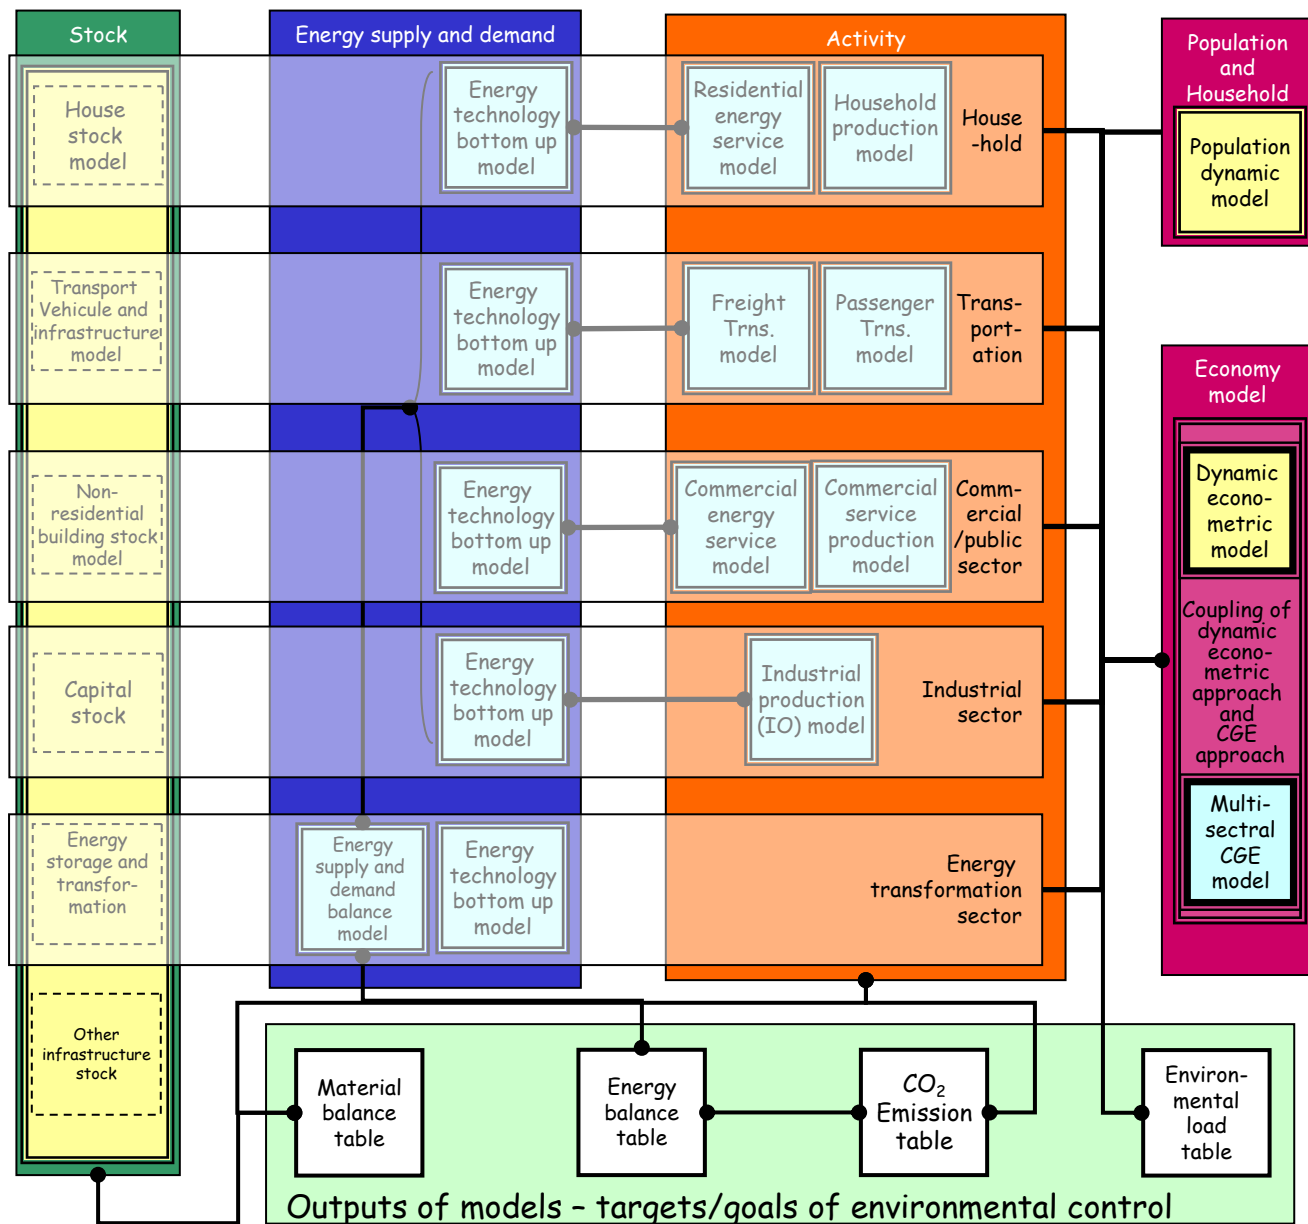 Stock
Energy supply and demand
Activity
Population
and
Household
Population
dynamic
model
House
stock
model
Energy
technology
bottom up
model
Residential
energy
service
model
Household
production
model
House
-hold
Transport
Vehicule and
infrastructure
model
Energy
technology
bottom up
model
Freight
Trns.
model
Passenger
Trns.
model
Trans-
port-
ation
Economy
model
Dynamic
econo-
metric
model
Coupling of
dynamic
econo-
metric
approach
and
CGE
approach
Multi-
sectral
CGE
model
Non-
residential
building stock
model
Energy
technology
bottom up
model
Commercial
energy
service
model
Commercial
service
production
model
Comm-
ercial
/public
sector
Capital
stock
Energy
technology
bottom up
model
Industrial
production
(IO) model
Industrial
sector
Energy
storage and
transfor-
mation
Energy
supply and
demand
balance
model
Energy
technology
bottom up
model
Energy
transformation
sector
Other
infrastructure
stock
Material
balance
table
Energy
balance
table
CO2
Emission
table
Environ-
mental
load
table
Outputs of models – targets/goals of environmental control